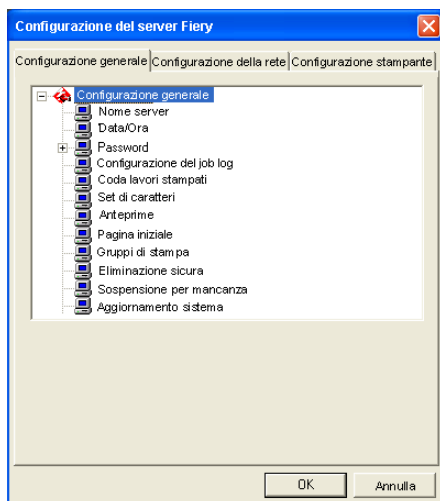 Configurazione del server Fiery
Configurazione generale Configurazione della rete Configurazione stampante
Configurazione generale
Nome server
Data/Ora
Password
Configurazione del job log
Coda lavori stampati
Set di caratteri
Anteprime
Pagina iniziale
Gruppi di stampa
Eliminazione sicura
Sospensione per mancanza
Aggiornamento sistema
OK Annulla